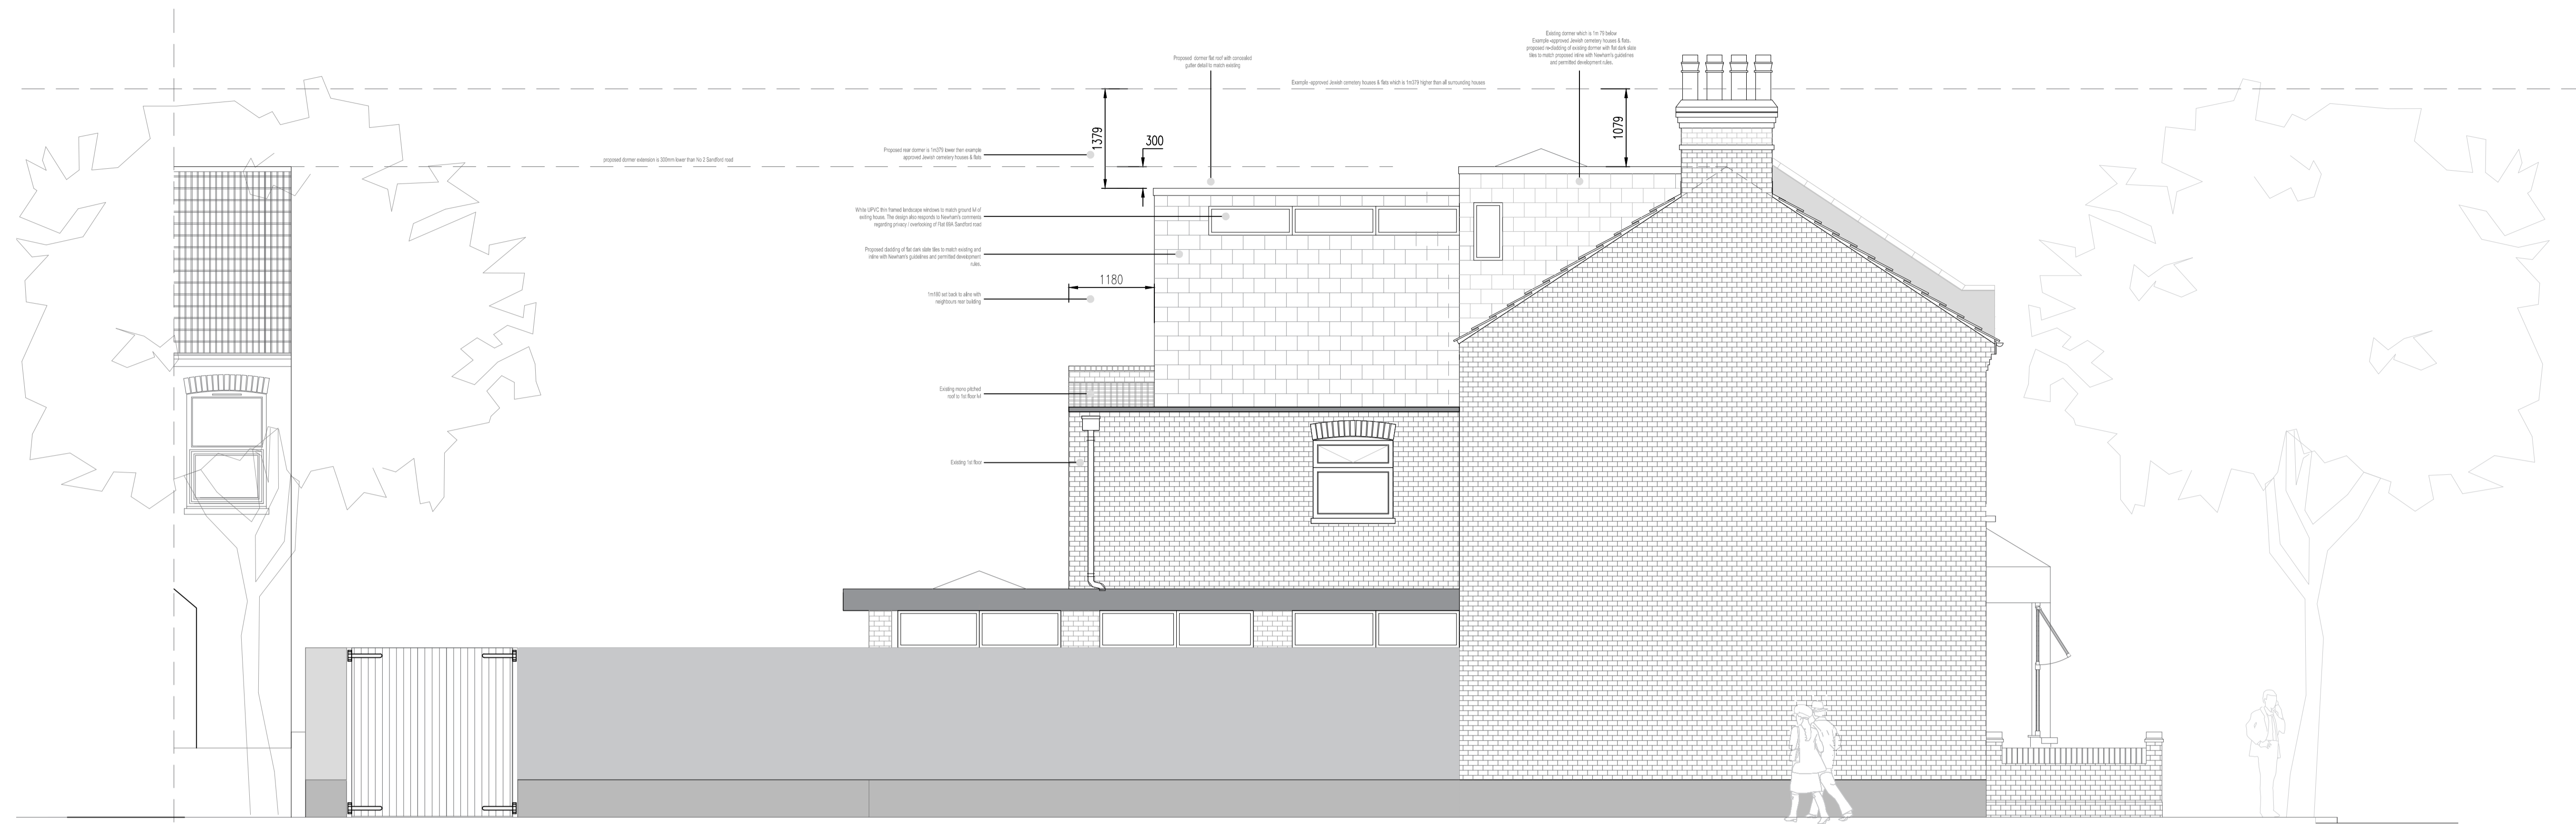 Existing dormer which is 1m 79 below
Example -approved Jewish cemetery houses & flats.
proposed re-cladding of existing dormer with flat dark slate
tiles to match proposed inline with Newham's guidelines
and permitted development rules.
Proposed dormer flat roof with concealed
gutter detail to match existing
Example -approved Jewish cemetery houses & flats which is 1m379 higher then all surrounding houses
1379
300
1079
Proposed rear dormer is 1m379 lower then example
approved Jewish cemetery houses & flats
proposed dormer extension is 300mm lower than No.2 Sandford road
White UPVC thin framed landscape windows to match ground lvl of
exiting house. The design also responds to Newham's comments
regarding privacy / overlooking of Flat 69A Sandford road
Proposed cladding of flat dark slate tiles to match existing and
inline with Newham's guidelines and permitted development
rules.
1180
1m180 set back to aline with
neighbours rear building
Existing mono pitched
roof to 1st floor lvl
Existing 1st floor